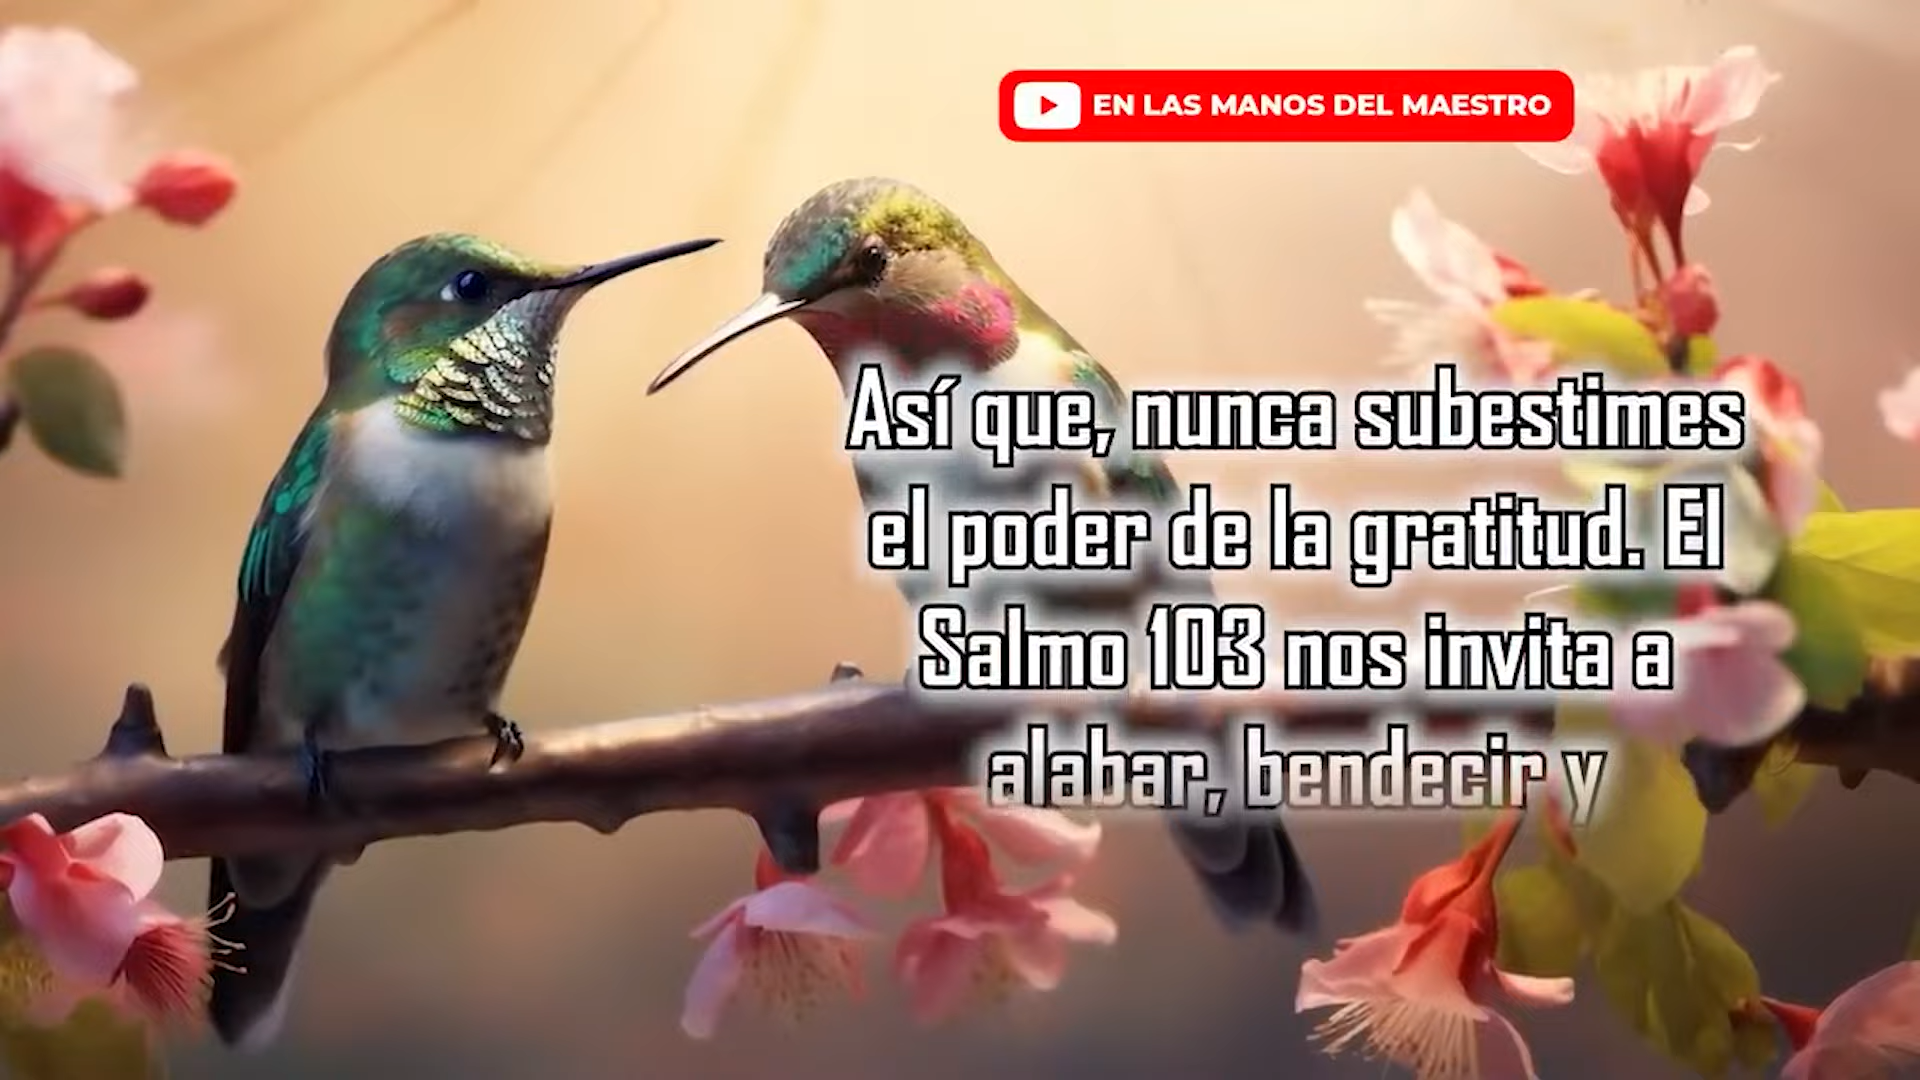 EN LAS MANOS DEL MAESTRO
Así que, nunca subestimes
el poder de la gratitud. El
Salmo 103 nos invita a
alabar, bendecir y